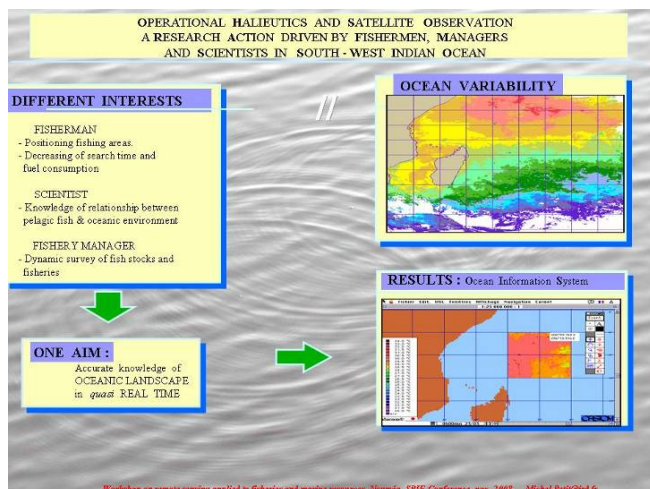 OPERATIONAL HALIEUTICS AND SATELLITE OBSERVATION
A RESEARCH ACTION DRIVEN BY FISHERMEN, MANAGERS
AND SCIENTISTS IN SOUTH - WEST INDIAN OCEAN
DIFFERENT INTERESTS
FISHERMAN
- Positioning fishing areas.
- Decreasing of search time and
fuel consumption
SCIENTIST
- Knowledge of relationship between
pelagic fish & oceanic environment
FISHERY MANAGER
- Dynamic survey of fish stocks and
fisheries
ONE AIM :
Accurate knowledge of
OCEANIC LANDSCAPE
in quasi REAL TIME
OCEAN VARIABILITY
RESULTS : Ocean Information System